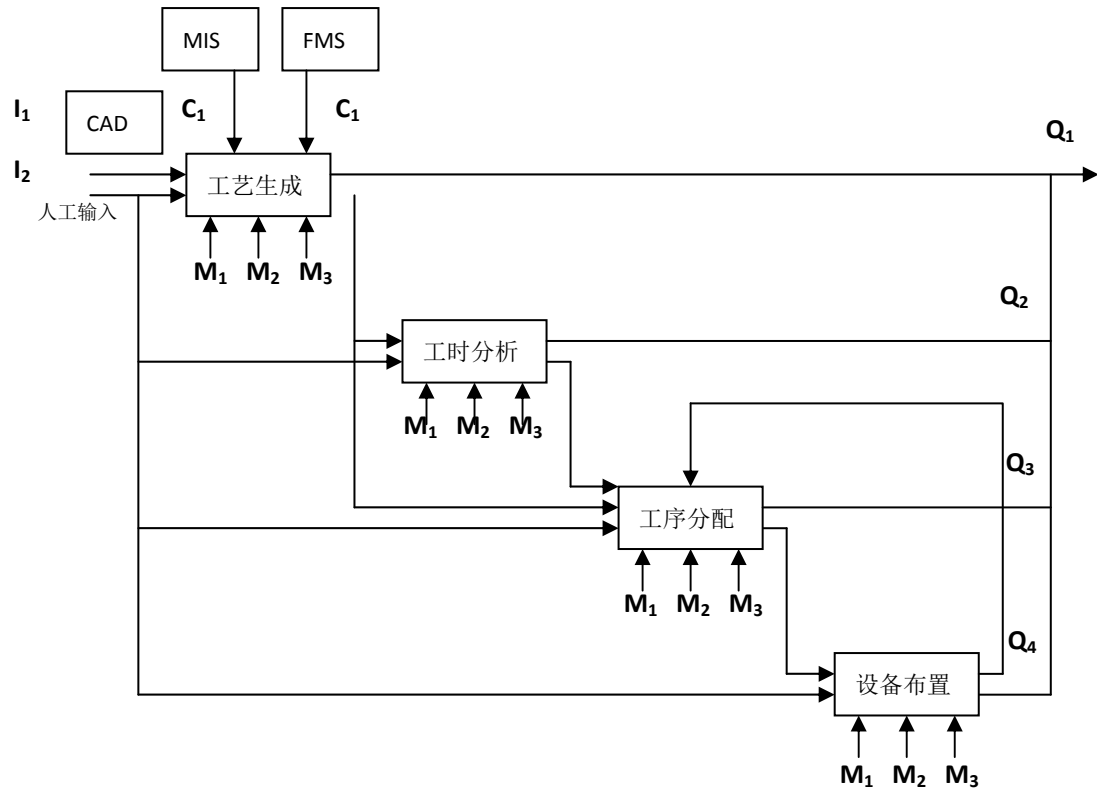 MIS
FMS
I₁
CAD
C₁
C₁
Q₁
I₂
工艺生成
人工输入
M₁
M₂
M₃
Q₂
工时分析
M₁
M₂
M₃
Q₃
工序分配
M₁
M₂
M₃
Q₄
设备布置
M₁
M₂
M₃